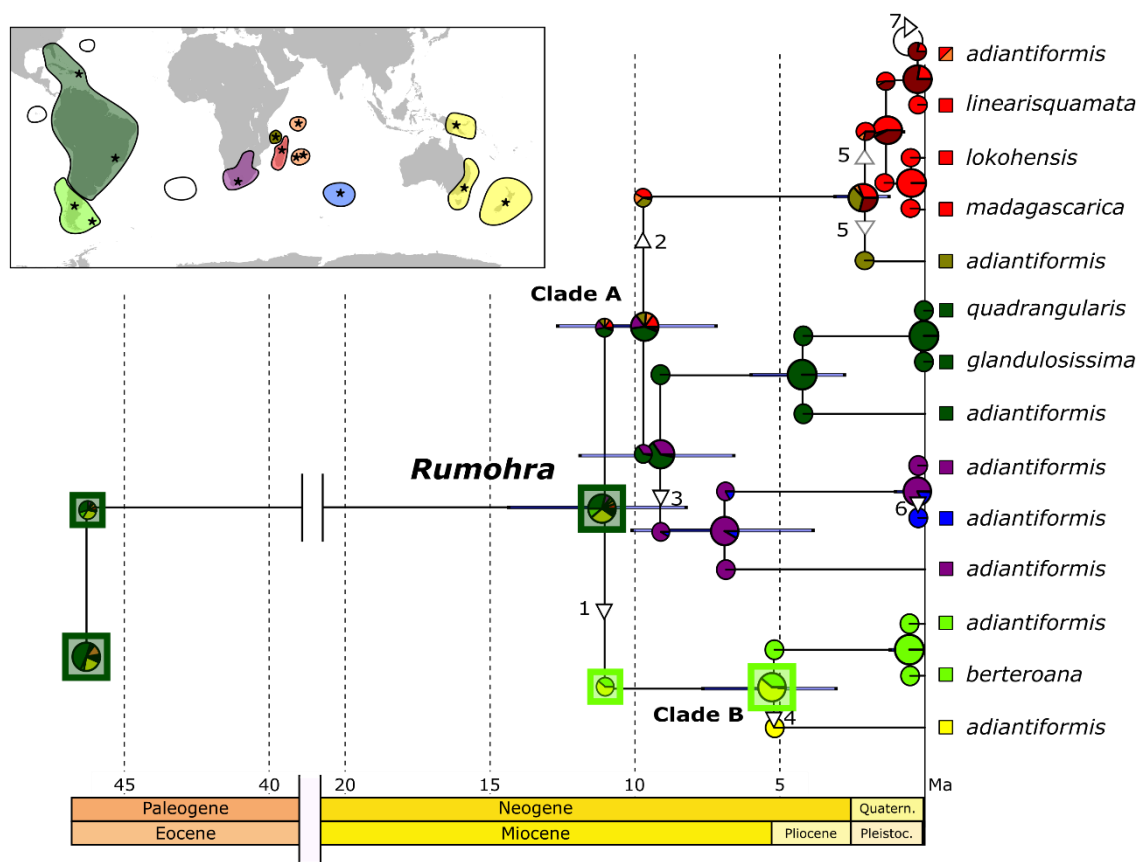 7
adiantiformis
linearisquamata
5
lokohensis
madagascarica
5
2
adiantiformis
Clade A
quadrangularis
glandulosissima
adiantiformis
Rumohra
adiantiformis
3
6
adiantiformis
adiantiformis
1
adiantiformis
berteroana
Clade B
4
adiantiformis
45
40
20
15
10
5
Ma
Paleogene
Neogene
Quatern.
Eocene
Miocene
Pliocene
Pleistoc.